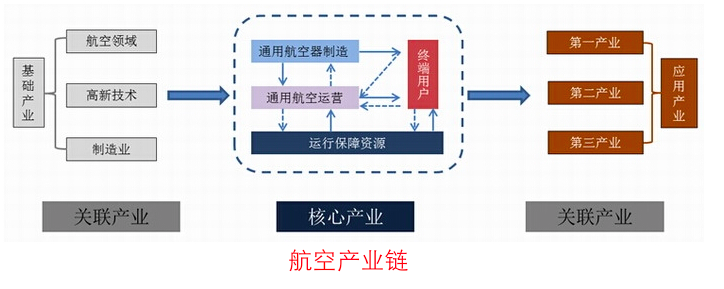 基础产业
航空领域
高新技术
制造业
通用航空器制造
通用航空运营
终端用户
运行保障资源
第一产业
第二产业
第三产业
应用产业
关联产业
核心产业
关联产业
航空产业链